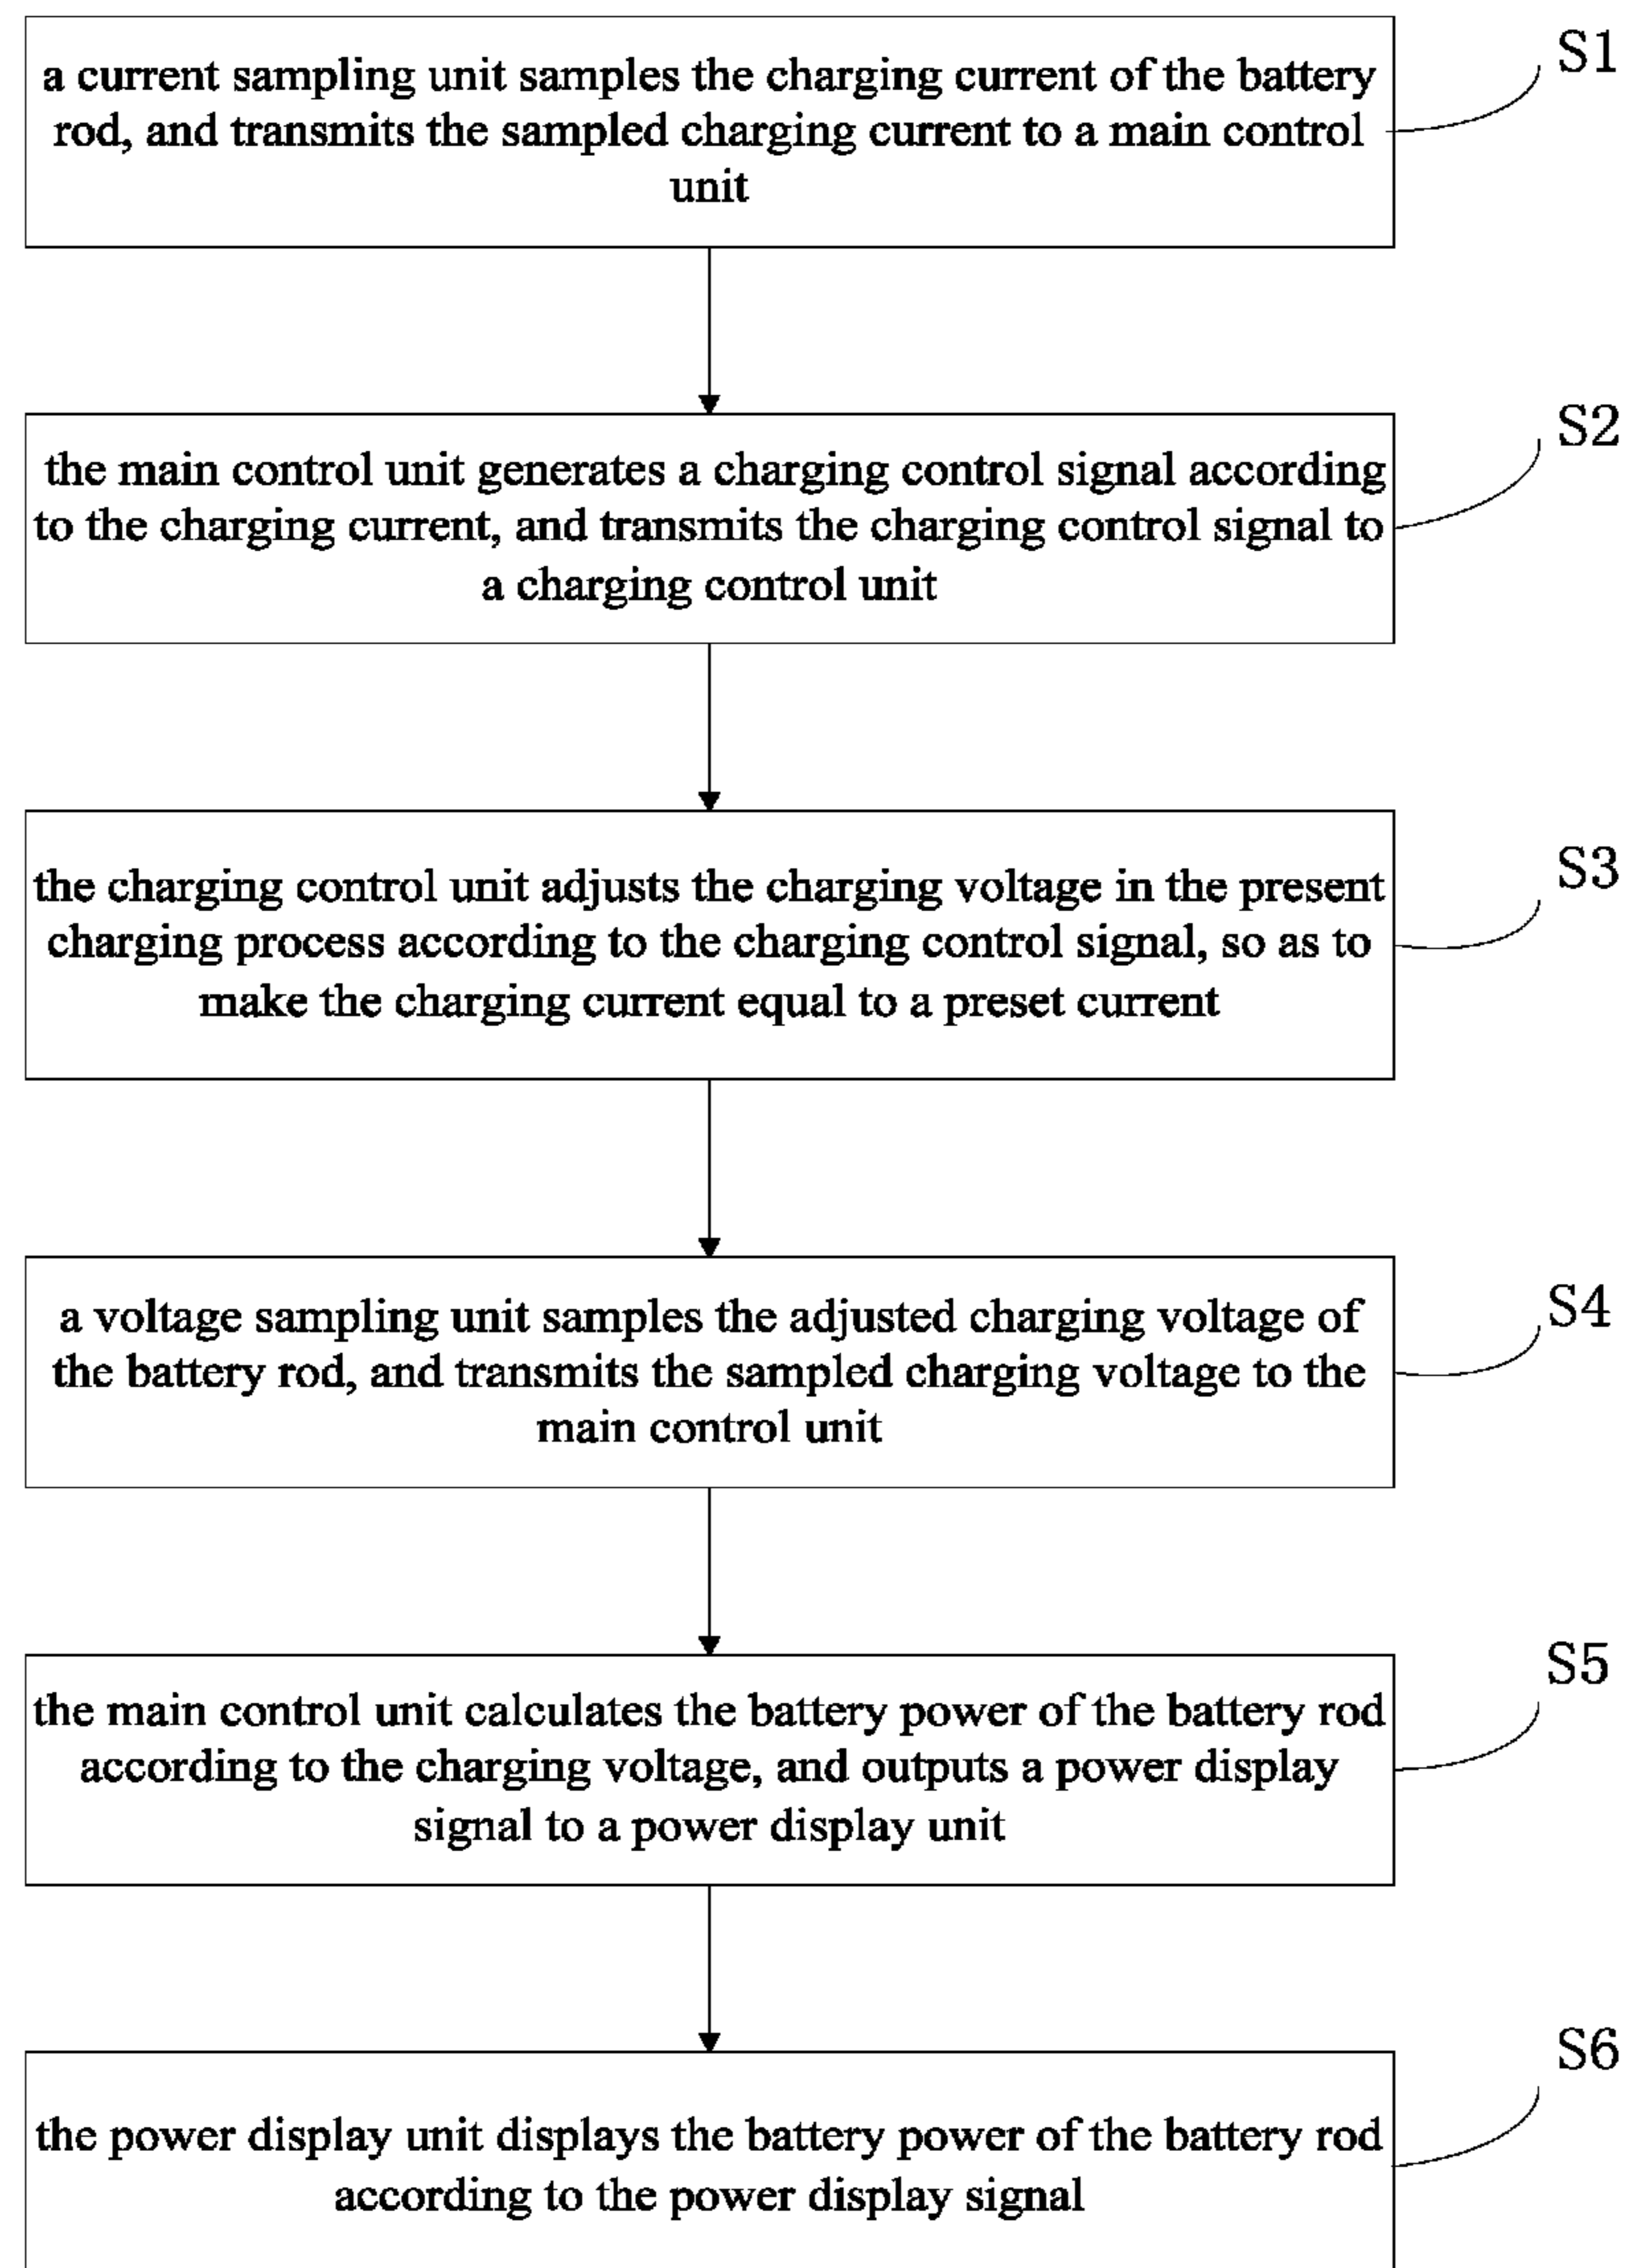 a current sampling unit samples the charging current of the battery
rod, and transmits the sampled charging current to a main control
unit
S1
the main control unit generates a charging control signal according
to the charging current, and transmits the charging control signal to
a charging control unit
S2
the charging control unit adjusts the charging voltage in the present
charging process according to the charging control signal, so as to
make the charging current equal to a preset current
S3
a voltage sampling unit samples the adjusted charging voltage of
the battery rod, and transmits the sampled charging voltage to the
main control unit
S4
the main control unit calculates the battery power of the battery rod
according to the charging voltage, and outputs a power display
signal to a power display unit
S5
the power display unit displays the battery power of the battery rod
according to the power display signal
S6